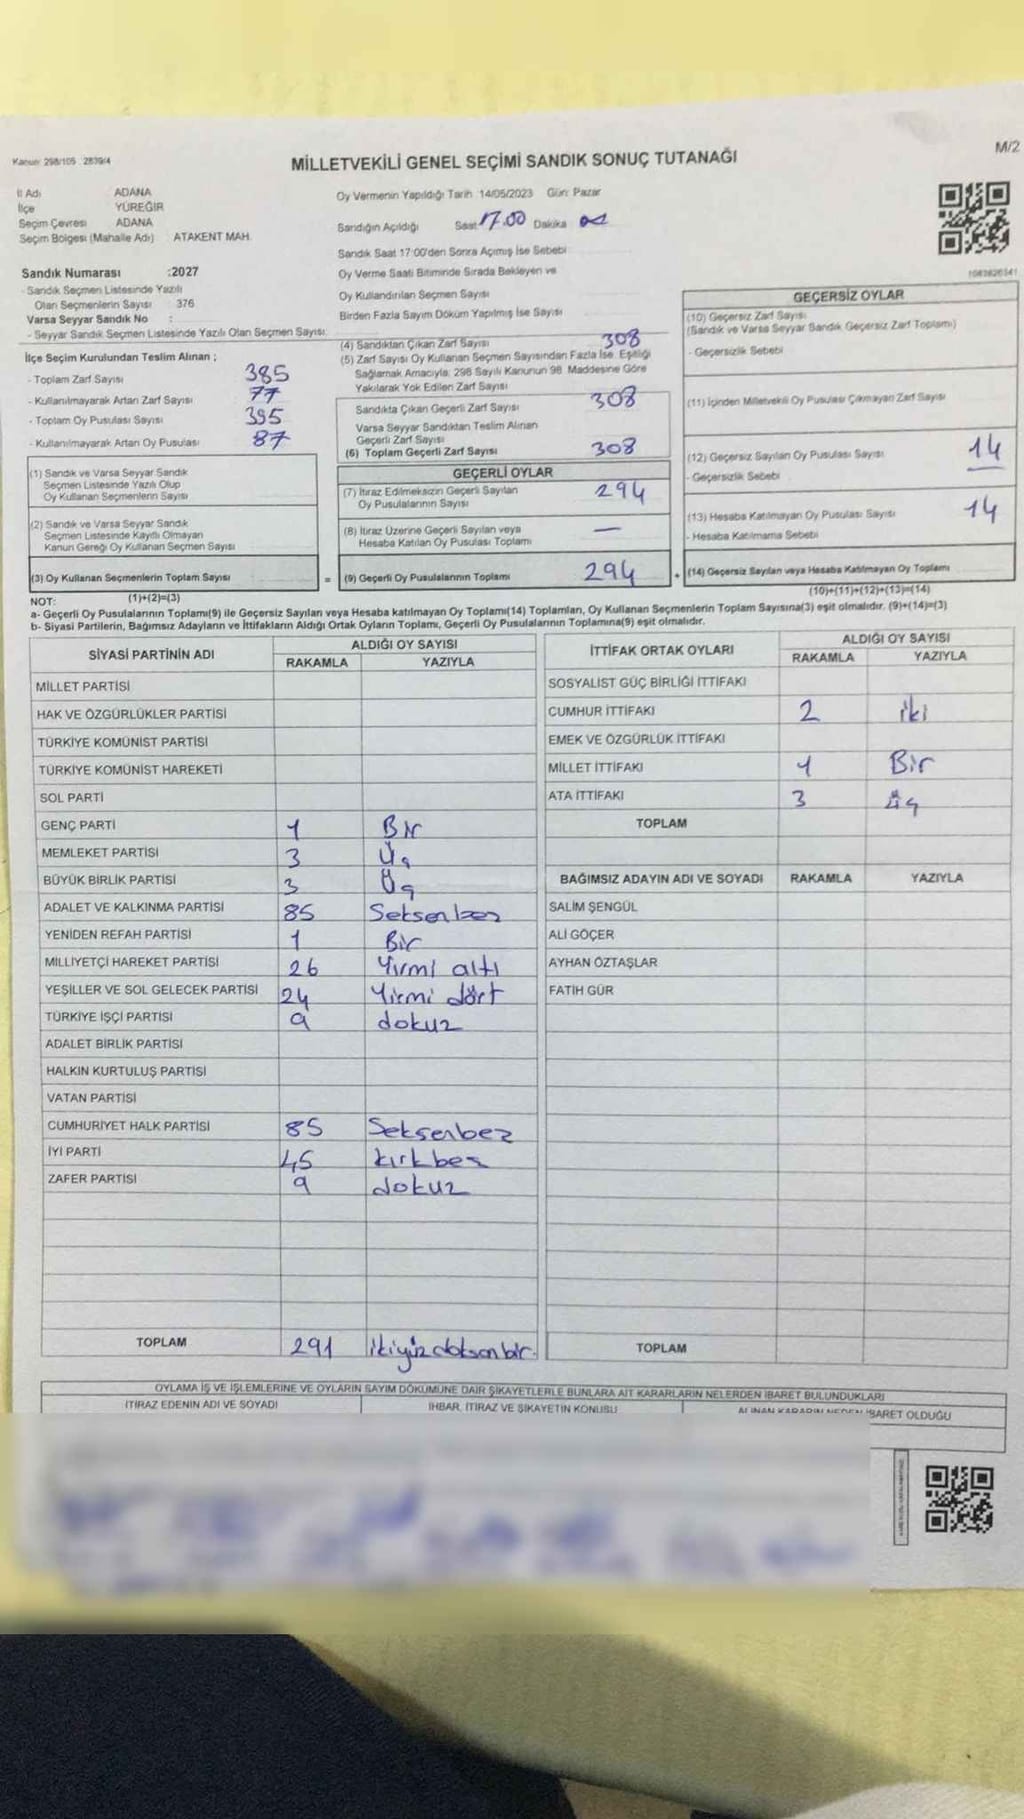 Kanun: 298/105 : 2839/4
M/2
MİLLETVEKİLİ GENEL SEÇİMİ SANDIK SONUÇ TUTANAĞI
İl Adı ADANA
İlçe YÜREĞİR
Seçim Çevresi ADANA
Seçim Bölgesi (Mahalle Adı) ATAKENT MAH.
Sandık Numarası :2027
- Sandık Seçmen Listesinde Yazılı
Olan Seçmenlerin Sayısı 376
Varsa Seyyar Sandık No :
- Seyyar Sandık Seçmen Listesinde Yazılı Olan Seçmen Sayısı:
Oy Vermenin Yapıldığı Tarih :14/05/2023 Gün: Pazar
Sandığın Açıldığı Saat 17.00 Dakika
Sandık Saat 17:00'den Sonra Açımış İse Sebebi
Oy Verme Saati Bitiminde Sırada Bekleyen ve
Oy Kullandırılan Seçmen Sayısı
Birden Fazla Sayım Döküm Yapılmış İse Sayısı
İlçe Seçim Kurulundan Teslim Alınan ;
- Toplam Zarf Sayısı 385
- Kullanılmayarak Artan Zarf Sayısı 77
- Toplam Oy Pusulası Sayısı 395
- Kullanılmayarak Artan Oy Pusulası 87
(1) Sandık ve Varsa Seyyar Sandık
Seçmen Listesinde Yazılı Olup
Oy Kullanan Seçmenlerin Sayısı
(2) Sandık ve Varsa Seyyar Sandık
Seçmen Listesinde Kayıtlı Olmayan
Kanun Gereği Oy Kullanan Seçmen Sayısı
(3) Oy Kullanan Seçmenlerin Toplam Sayısı
(1)+(2)=(3)
(4) Sandıktan Çıkan Zarf Sayısı 308
(5) Zarf Sayısı Oy Kullanan Seçmen Sayısından Fazla İse, Eşitliği
Sağlamak Amacıyla; 298 Sayılı Kanunun 98. Maddesine Göre
Yakılarak Yok Edilen Zarf Sayısı
Sandıkta Çıkan Geçerli Zarf Sayısı 308
Varsa Seyyar Sandıktan Teslim Alınan
Geçerli Zarf Sayısı
(6) Toplam Geçerli Zarf Sayısı 308
GEÇERLİ OYLAR
(7) İtiraz Edilmeksizin Geçerli Sayılan
Oy Pusulalarının Sayısı 294
(8) İtiraz Üzerine Geçerli Sayılan veya
Hesaba Katılan Oy Pusulası Toplamı —
= (9) Geçerli Oy Pusulalarının Toplamı 294
GEÇERSİZ OYLAR
(10) Geçersiz Zarf Sayısı
(Sandık ve Varsa Seyyar Sandık Geçersiz Zarf Toplamı)
- Geçersizlik Sebebi
(11) İçinden Milletvekili Oy Pusulası Çıkmayan Zarf Sayısı
(12) Geçersiz Sayılan Oy Pusulası Sayısı 14
- Geçersizlik Sebebi
(13) Hesaba Katılmayan Oy Pusulası Sayısı 14
- Hesaba Katılmama Sebebi
+ (14) Geçersiz Sayılan veya Hesaba Katılmayan Oy Toplamı
(10)+(11)+(12)+(13)=(14)
NOT:
a- Geçerli Oy Pusulalarının Toplamı(9) ile Geçersiz Sayılan veya Hesaba katılmayan Oy Toplamı(14) Toplamları, Oy Kullanan Seçmenlerin Toplam Sayısına(3) eşit olmalıdır. (9)+(14)=(3)
b- Siyasi Partilerin, Bağımsız Adayların ve İttifakların Aldığı Ortak Oyların Toplamı, Geçerli Oy Pusulalarının Toplamına(9) eşit olmalıdır.
SİYASİ PARTİNİN ADI ALDIĞI OY SAYISI
RAKAMLA YAZIYLA
MİLLET PARTİSİ
HAK VE ÖZGÜRLÜKLER PARTİSİ
TÜRKİYE KOMÜNİST PARTİSİ
TÜRKİYE KOMÜNİST HAREKETİ
SOL PARTİ
GENÇ PARTİ 1 Bir
MEMLEKET PARTİSİ 3 Üç
BÜYÜK BİRLİK PARTİSİ 3 Üç
ADALET VE KALKINMA PARTİSİ 85 Seksenbeş
YENİDEN REFAH PARTİSİ 1 Bir
MİLLİYETÇİ HAREKET PARTİSİ 26 Yirmi altı
YEŞİLLER VE SOL GELECEK PARTİSİ 24 Yirmi dört
TÜRKİYE İŞÇİ PARTİSİ 9 dokuz
ADALET BİRLİK PARTİSİ
HALKIN KURTULUŞ PARTİSİ
VATAN PARTİSİ
CUMHURİYET HALK PARTİSİ 85 Seksenbeş
İYİ PARTİ 45 kırkbeş
ZAFER PARTİSİ 9 dokuz
TOPLAM 291 ikiyüzdoksanbir.
İTTİFAK ORTAK OYLARI ALDIĞI OY SAYISI
RAKAMLA YAZIYLA
SOSYALİST GÜÇ BİRLİĞİ İTTİFAKI
CUMHUR İTTİFAKI 2 iki
EMEK VE ÖZGÜRLÜK İTTİFAKI
MİLLET İTTİFAKI 1 Bir
ATA İTTİFAKI 3 üç
TOPLAM
BAĞIMSIZ ADAYIN ADI VE SOYADI RAKAMLA YAZIYLA
SALİM ŞENGÜL
ALİ GÖÇER
AYHAN ÖZTAŞLAR
FATİH GÜR
TOPLAM
OYLAMA İŞ VE İŞLEMLERİNE VE OYLARIN SAYIM DÖKÜMÜNE DAİR ŞİKAYETLERLE BUNLARA AİT KARARLARIN NELERDEN İBARET BULUNDUKLARI
İTİRAZ EDENİN ADI VE SOYADI İHBAR, İTİRAZ VE ŞİKAYETİN KONUSU ALINAN KARARIN NEDEN İBARET OLDUĞU